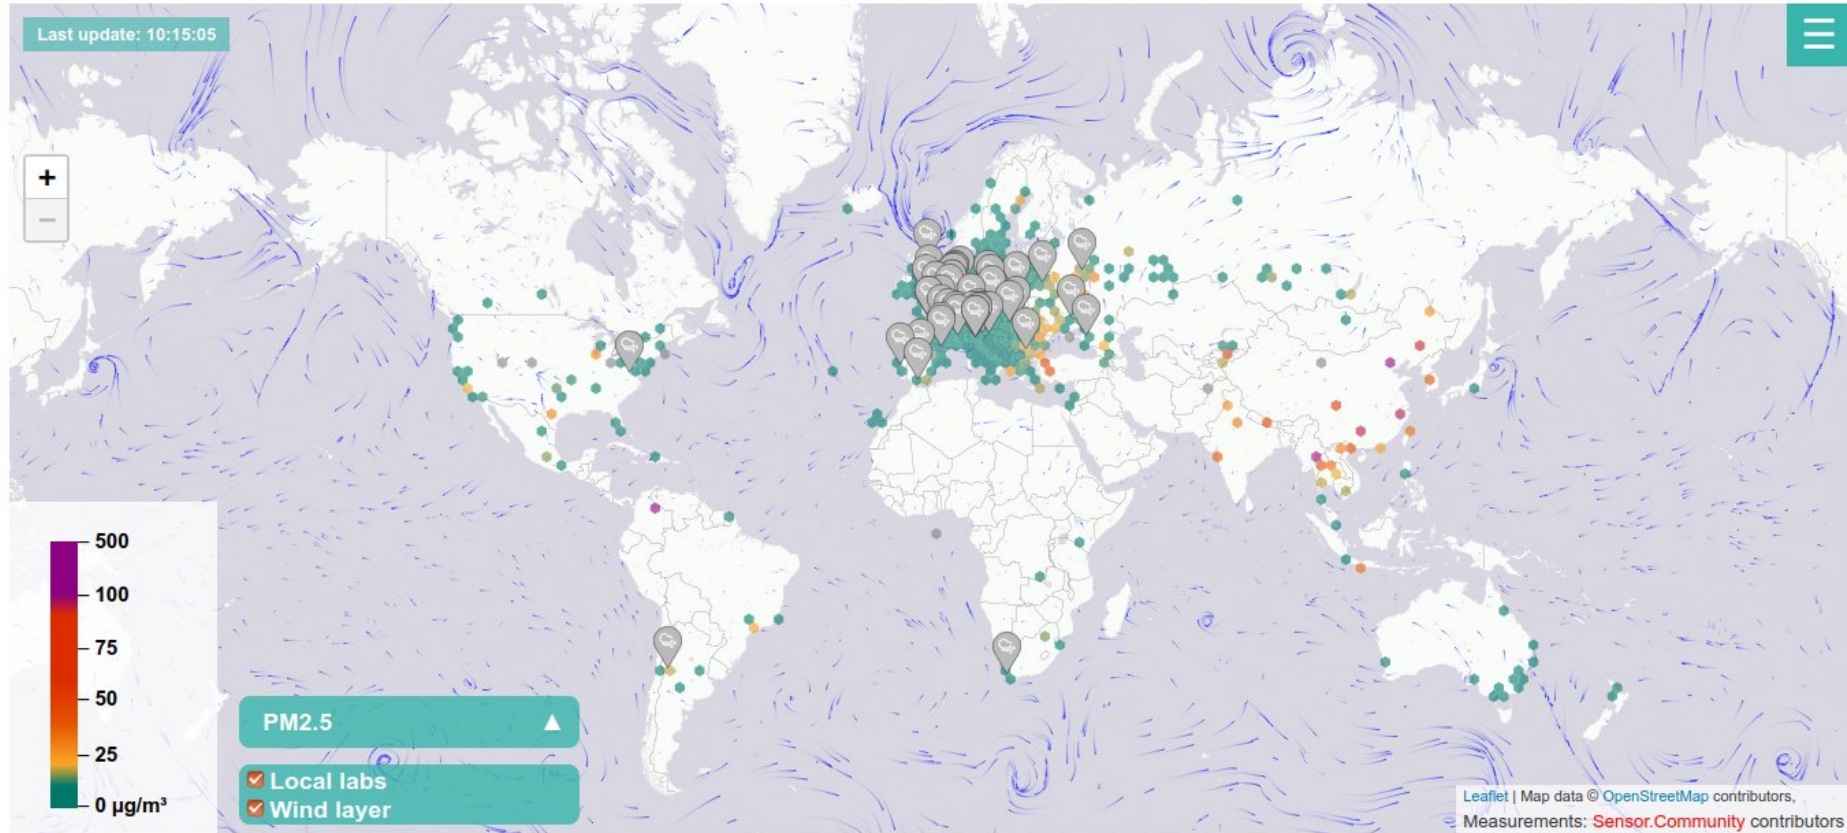 Last update: 10:15:05
☰
+
−
500
100
75
50
25
0 µg/m³
PM2.5 ▲
Local labs
Wind layer
Leaflet | Map data © OpenStreetMap contributors,
Measurements: Sensor.Community contributors